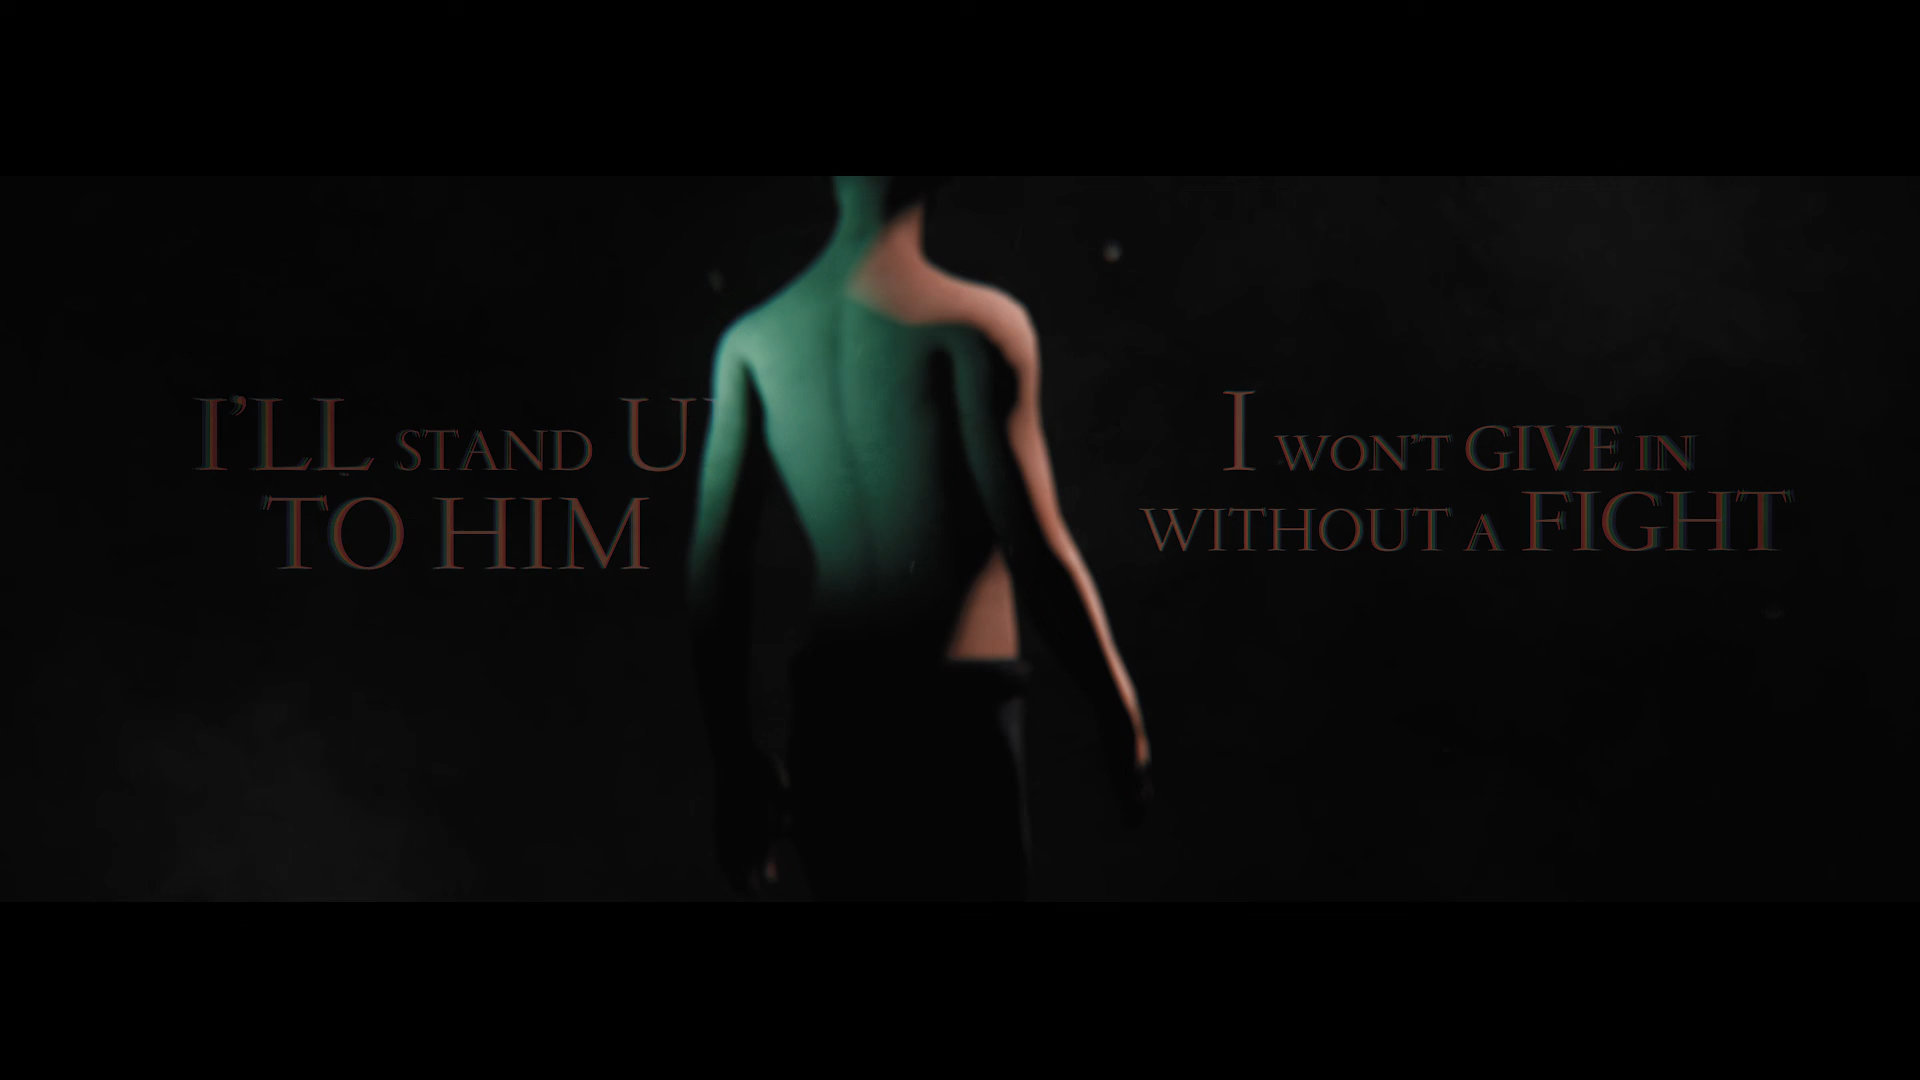 I'LL STAND U
TO HIM
I WON'T GIVE IN
WITHOUT A FIGHT